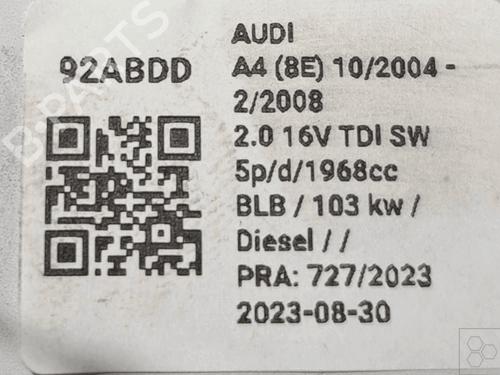 92ABDD
AUDI
A4 (8E) 10/2004 -
2/2008
2.0 16V TDI SW
5p/d/1968cc
BLB / 103 kw /
Diesel / /
PRA: 727/2023
2023-08-30
B-PARTS